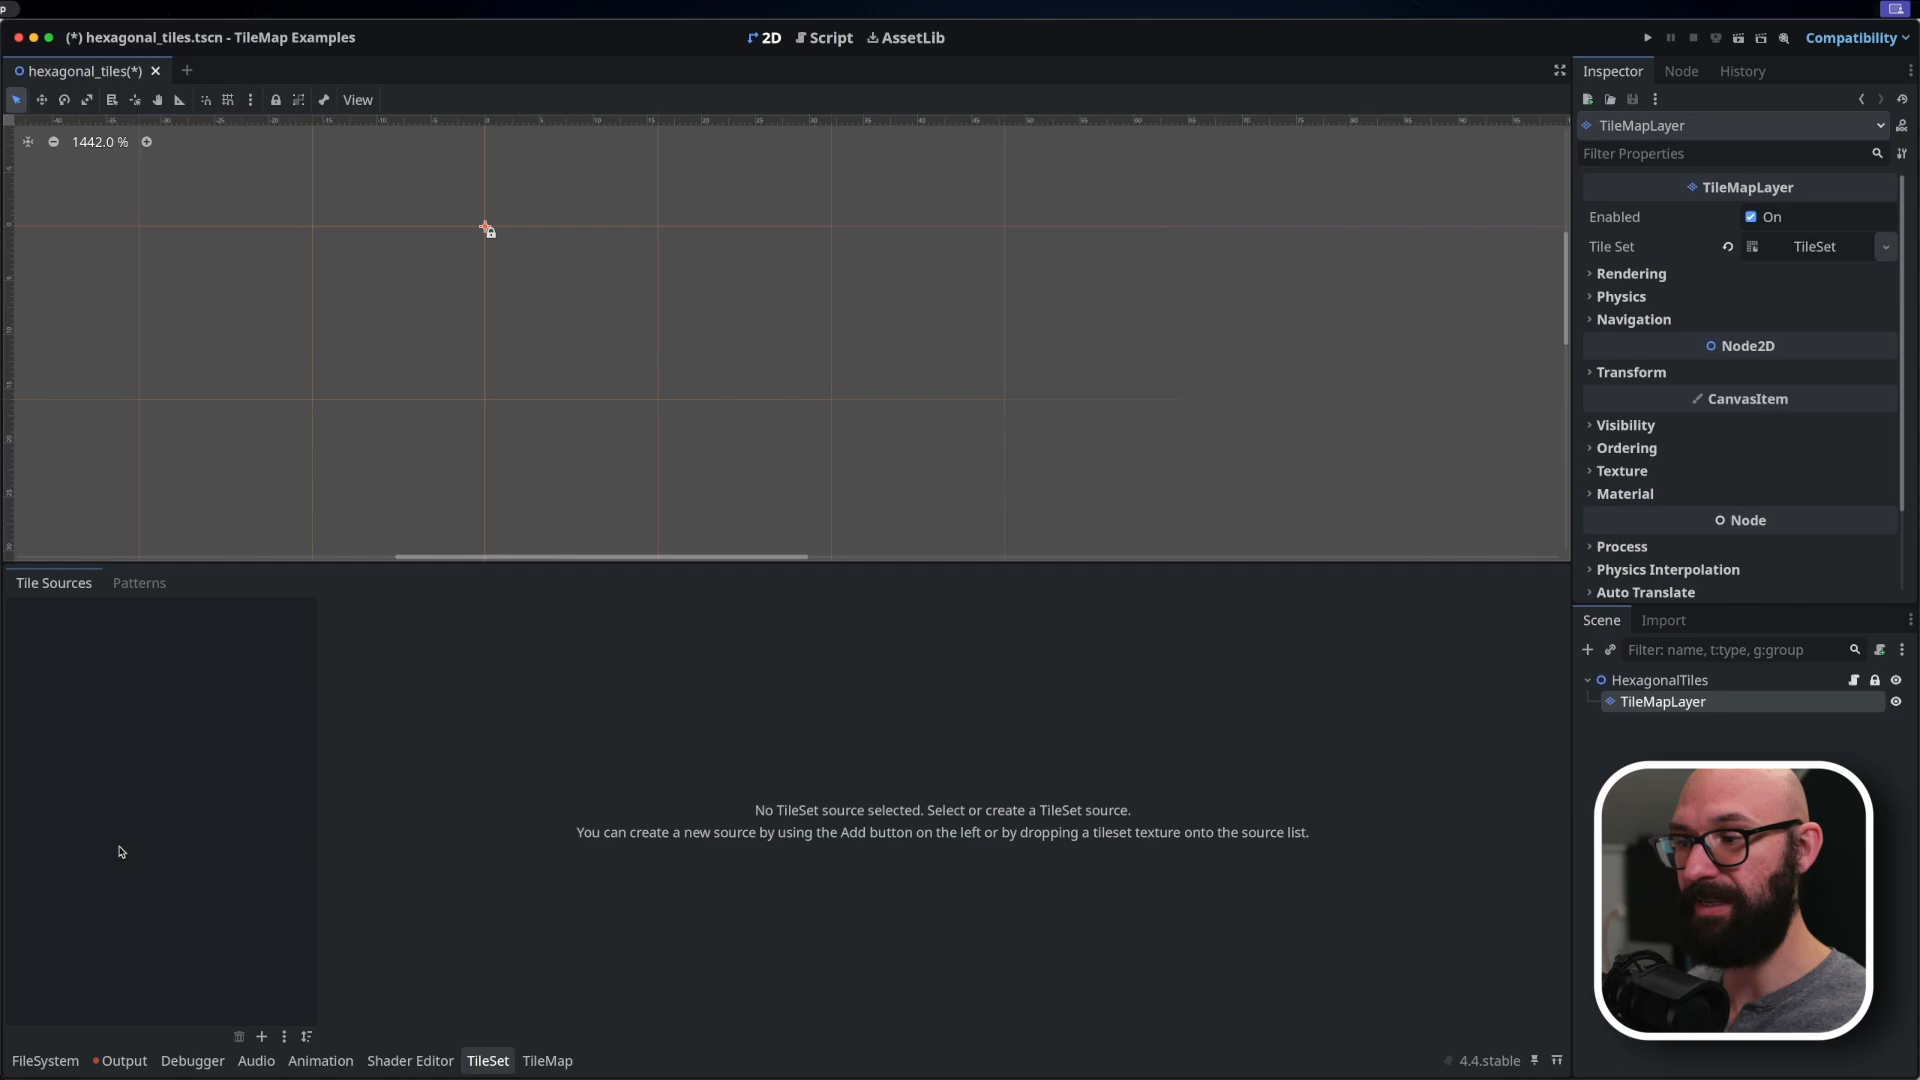 p
(*) hexagonal_tiles.tscn - TileMap Examples
2D
Script
AssetLib
Compatibility
hexagonal_tiles(*)
View
1442.0 %
Inspector
Node
History
TileMapLayer
Filter Properties
TileMapLayer
Enabled
On
Tile Set
TileSet
Rendering
Physics
Navigation
Node2D
Transform
CanvasItem
Visibility
Ordering
Texture
Material
Node
Process
Physics Interpolation
Auto Translate
Scene
Import
Filter: name, t:type, g:group
HexagonalTiles
TileMapLayer
Tile Sources
Patterns
No TileSet source selected. Select or create a TileSet source.
You can create a new source by using the Add button on the left or by dropping a tileset texture onto the source list.
FileSystem
Output
Debugger
Audio
Animation
Shader Editor
TileSet
TileMap
4.4.stable